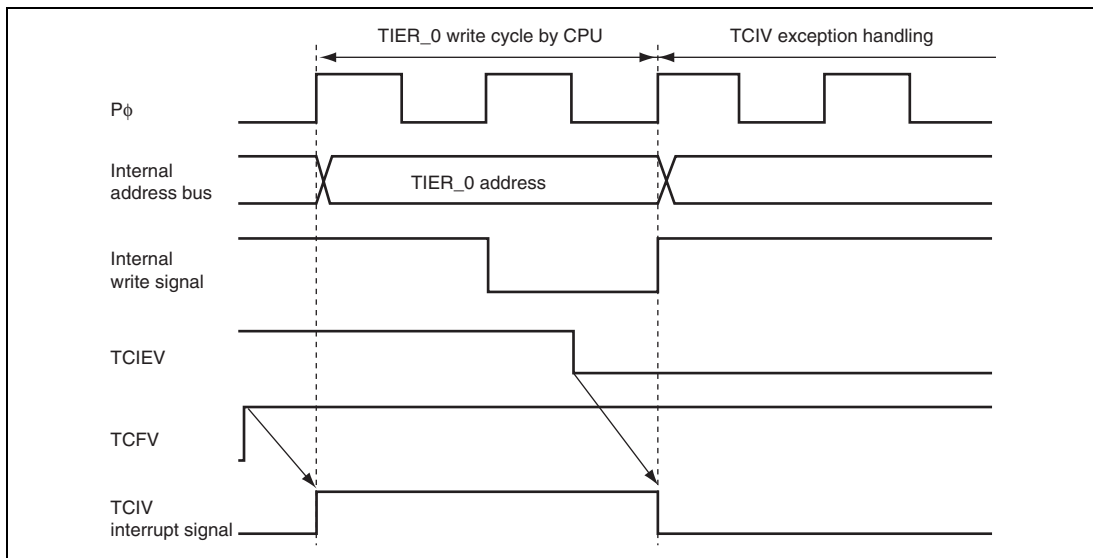 TIER_0 write cycle by CPU
TCIV exception handling
Pϕ
Internal
address bus
TIER_0 address
Internal
write signal
TCIEV
TCFV
TCIV
interrupt signal